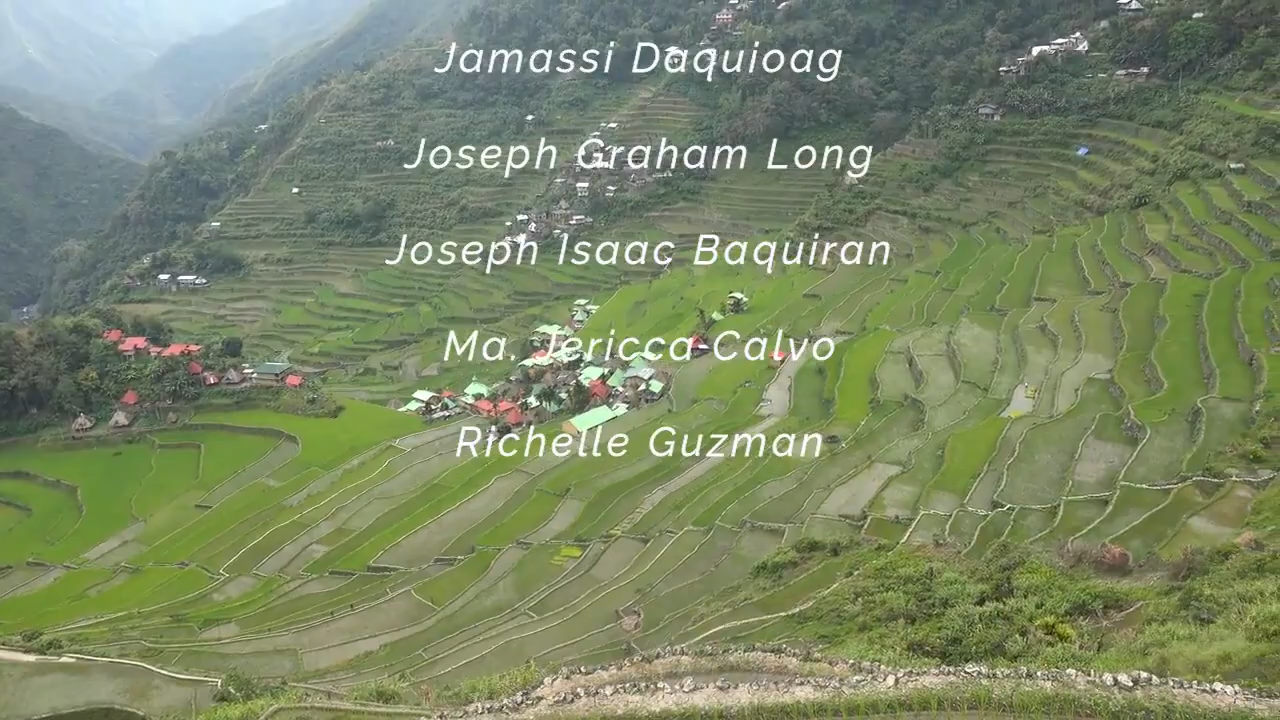 Jamassi Daquioag
Joseph Graham Long
Joseph Isaac Baquiran
Ma. Jericca Calvo
Richelle Guzman